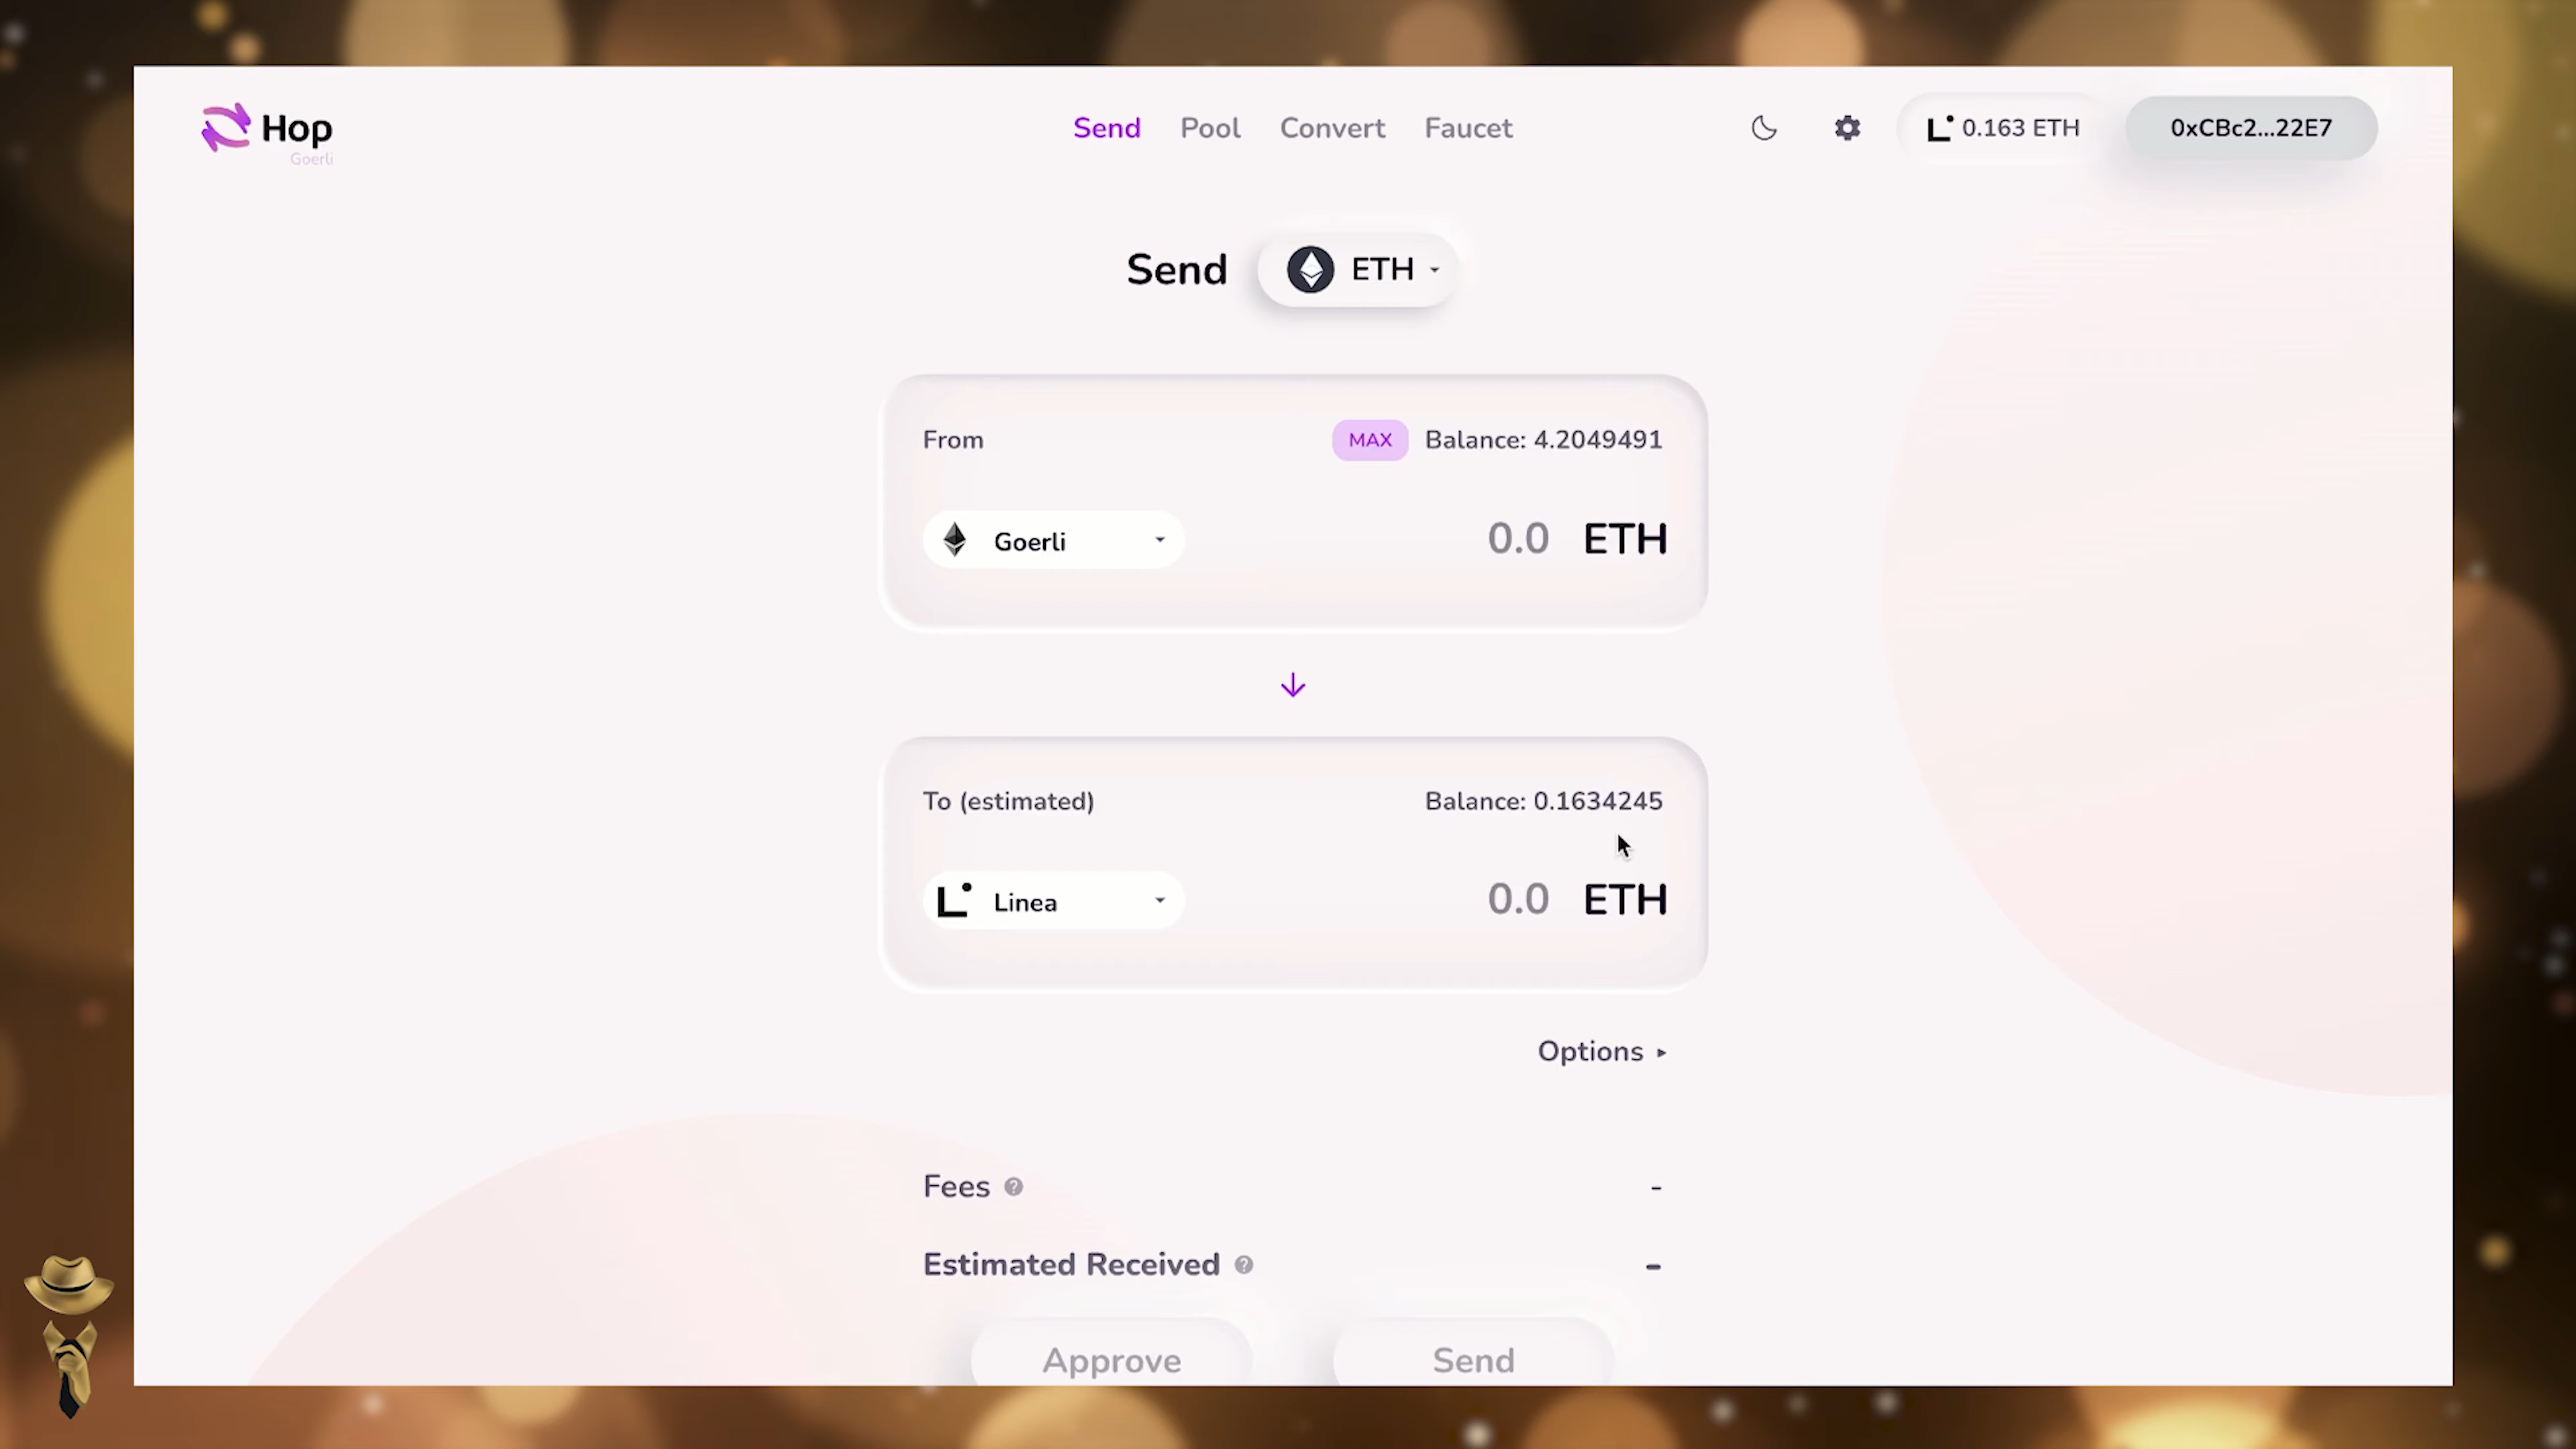 Hop
Goerli
Send Pool Convert Faucet
0.163 ETH
0xCBc2...22E7
Send ETH
From MAX Balance: 4.2049491
Goerli 0.0 ETH
To (estimated) Balance: 0.1634245
Linea 0.0 ETH
Options
Fees ? -
Estimated Received ? -
Approve Send